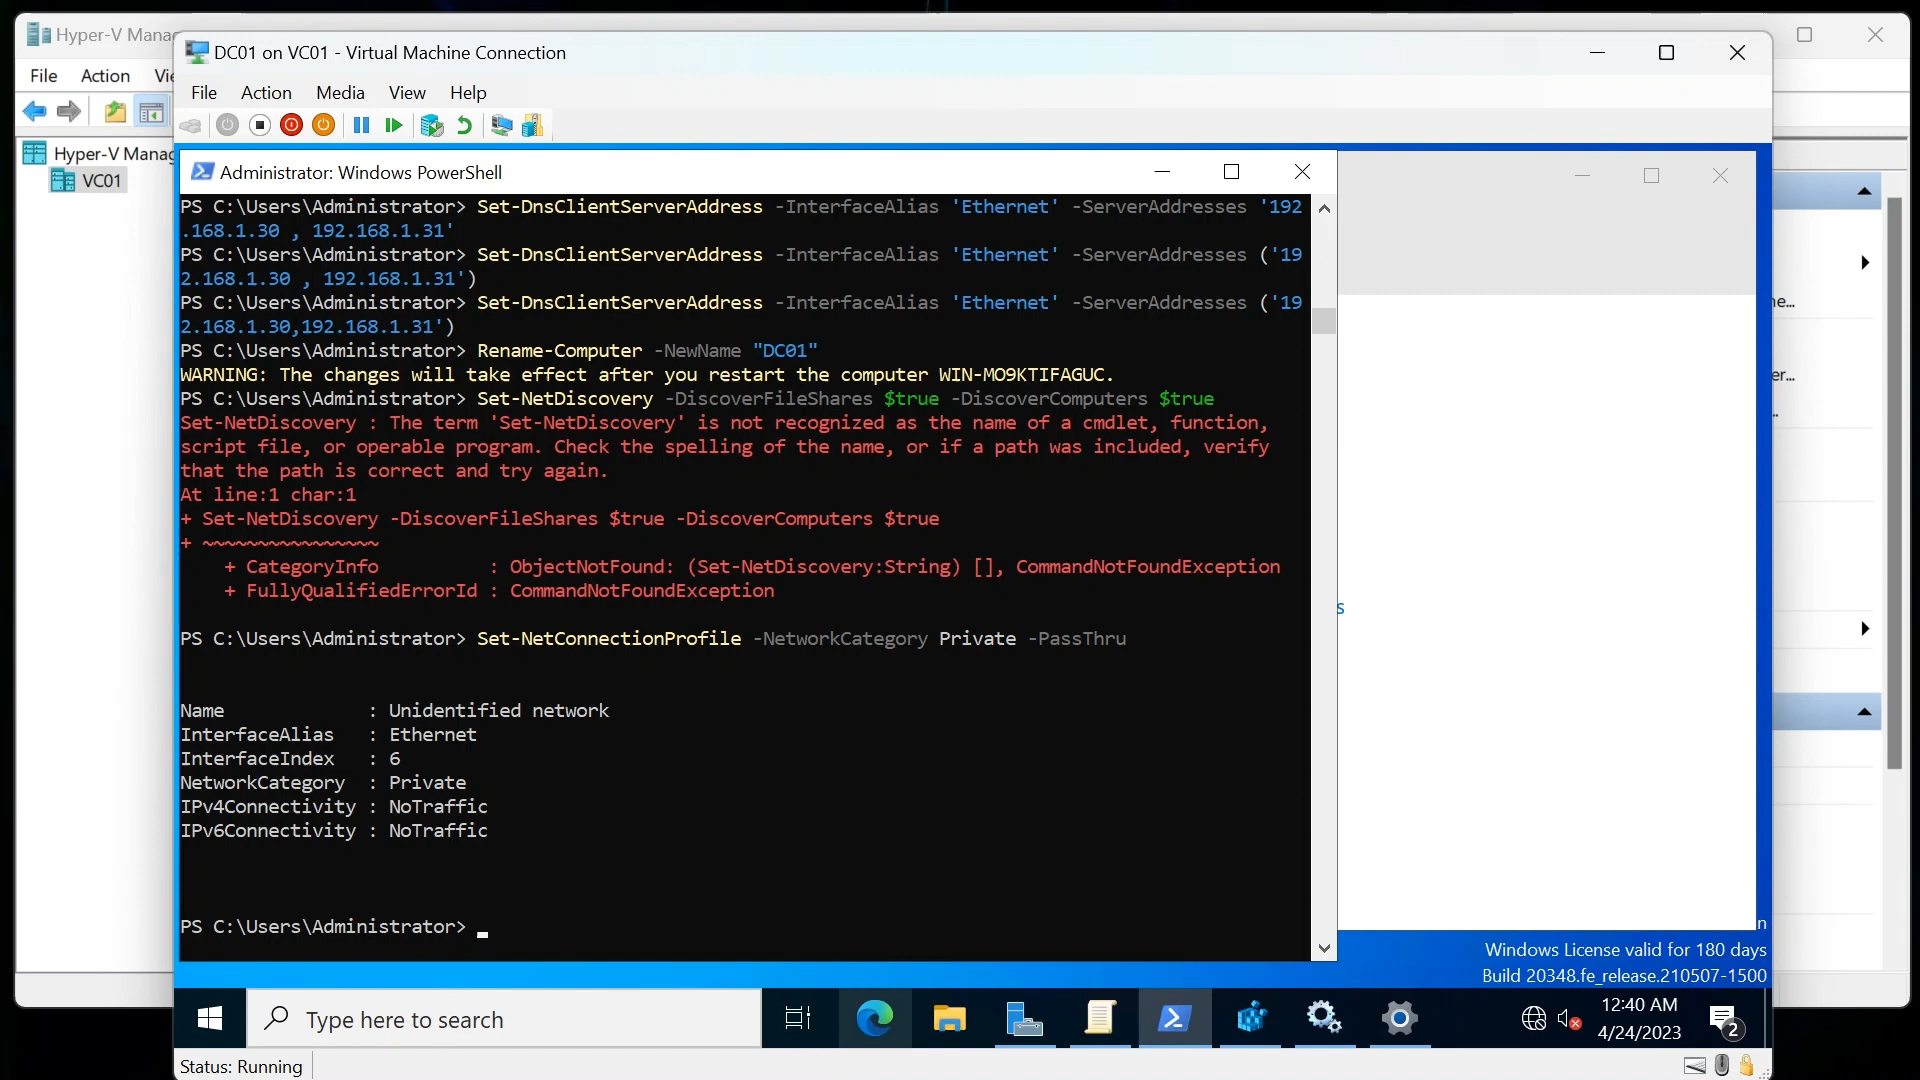 Hyper-V Mana
File Action Vi
DC01 on VC01 - Virtual Machine Connection
File Action Media View Help
Hyper-V Manag
VC01
Administrator: Windows PowerShell
PS C:\Users\Administrator> Set-DnsClientServerAddress -InterfaceAlias 'Ethernet' -ServerAddresses '192
.168.1.30 , 192.168.1.31'
PS C:\Users\Administrator> Set-DnsClientServerAddress -InterfaceAlias 'Ethernet' -ServerAddresses ('19
2.168.1.30 , 192.168.1.31')
PS C:\Users\Administrator> Set-DnsClientServerAddress -InterfaceAlias 'Ethernet' -ServerAddresses ('19
2.168.1.30,192.168.1.31')
PS C:\Users\Administrator> Rename-Computer -NewName "DC01"
WARNING: The changes will take effect after you restart the computer WIN-MO9KTIFAGUC.
PS C:\Users\Administrator> Set-NetDiscovery -DiscoverFileShares $true -DiscoverComputers $true
Set-NetDiscovery : The term 'Set-NetDiscovery' is not recognized as the name of a cmdlet, function,
script file, or operable program. Check the spelling of the name, or if a path was included, verify
that the path is correct and try again.
At line:1 char:1
+ Set-NetDiscovery -DiscoverFileShares $true -DiscoverComputers $true
+ ~~~~~~~~~~~~~~~~
+ CategoryInfo : ObjectNotFound: (Set-NetDiscovery:String) [], CommandNotFoundException
+ FullyQualifiedErrorId : CommandNotFoundException
PS C:\Users\Administrator> Set-NetConnectionProfile -NetworkCategory Private -PassThru
Name : Unidentified network
InterfaceAlias : Ethernet
InterfaceIndex : 6
NetworkCategory : Private
IPv4Connectivity : NoTraffic
IPv6Connectivity : NoTraffic
PS C:\Users\Administrator>
s
ne...
er...
n
Windows License valid for 180 days
Build 20348.fe_release.210507-1500
Type here to search
12:40 AM
4/24/2023
2
Status: Running